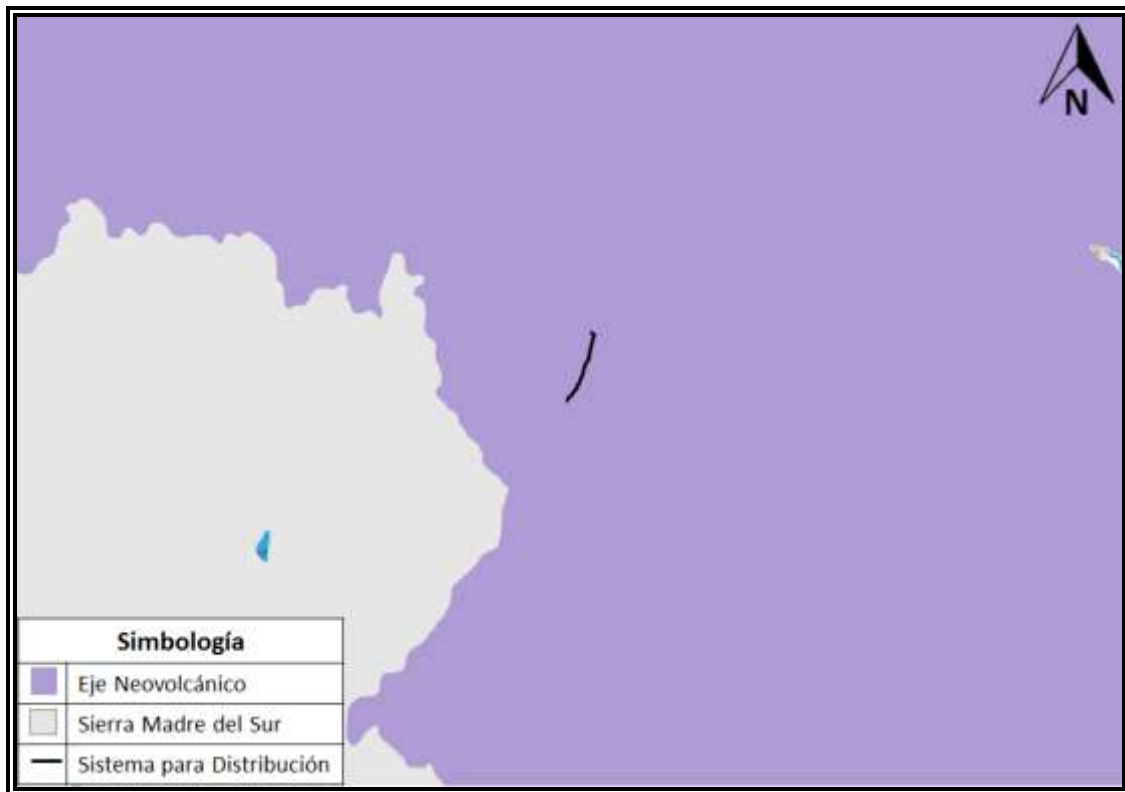 N
Simbología
Eje Neovolcánico
Sierra Madre del Sur
Sistema para Distribución